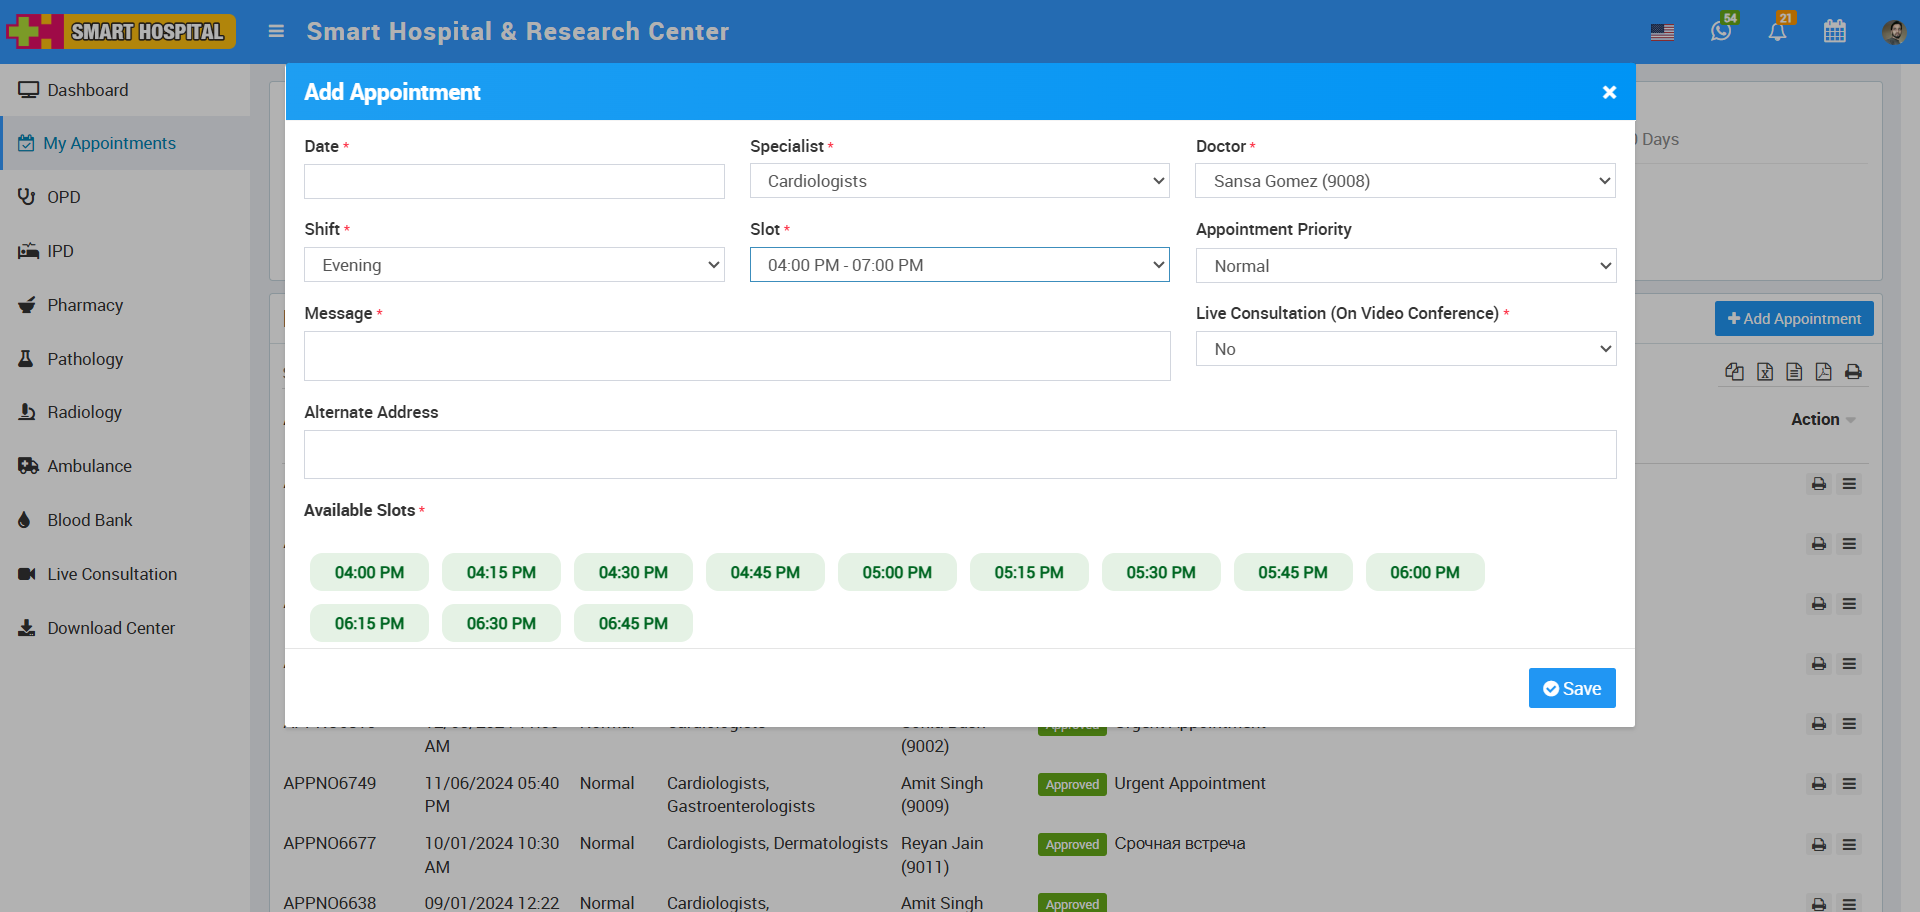 SMART HOSPITAL
Smart Hospital & Research Center
54
21
Dashboard
My Appointments
OPD
IPD
Pharmacy
Pathology
Radiology
Ambulance
Blood Bank
Live Consultation
Download Center
Add Appointment
Days
Date *
Specialist *
Doctor *
Cardiologists
Sansa Gomez (9008)
Shift *
Slot *
Appointment Priority
Evening
04:00 PM - 07:00 PM
Normal
Message *
Live Consultation (On Video Conference) *
No
Add Appointment
Alternate Address
Action
Available Slots *
04:00 PM 04:15 PM 04:30 PM 04:45 PM 05:00 PM 05:15 PM 05:30 PM 05:45 PM 06:00 PM
06:15 PM 06:30 PM 06:45 PM
Save
AM
(9002)
APPNO6749 11/06/2024 05:40 Normal Cardiologists, Amit Singh Approved Urgent Appointment
PM Gastroenterologists (9009)
APPNO6677 10/01/2024 10:30 Normal Cardiologists, Dermatologists Reyan Jain Approved Срочная встреча
AM (9011)
APPNO6638 09/01/2024 12:22 Normal Cardiologists, Amit Singh Approved